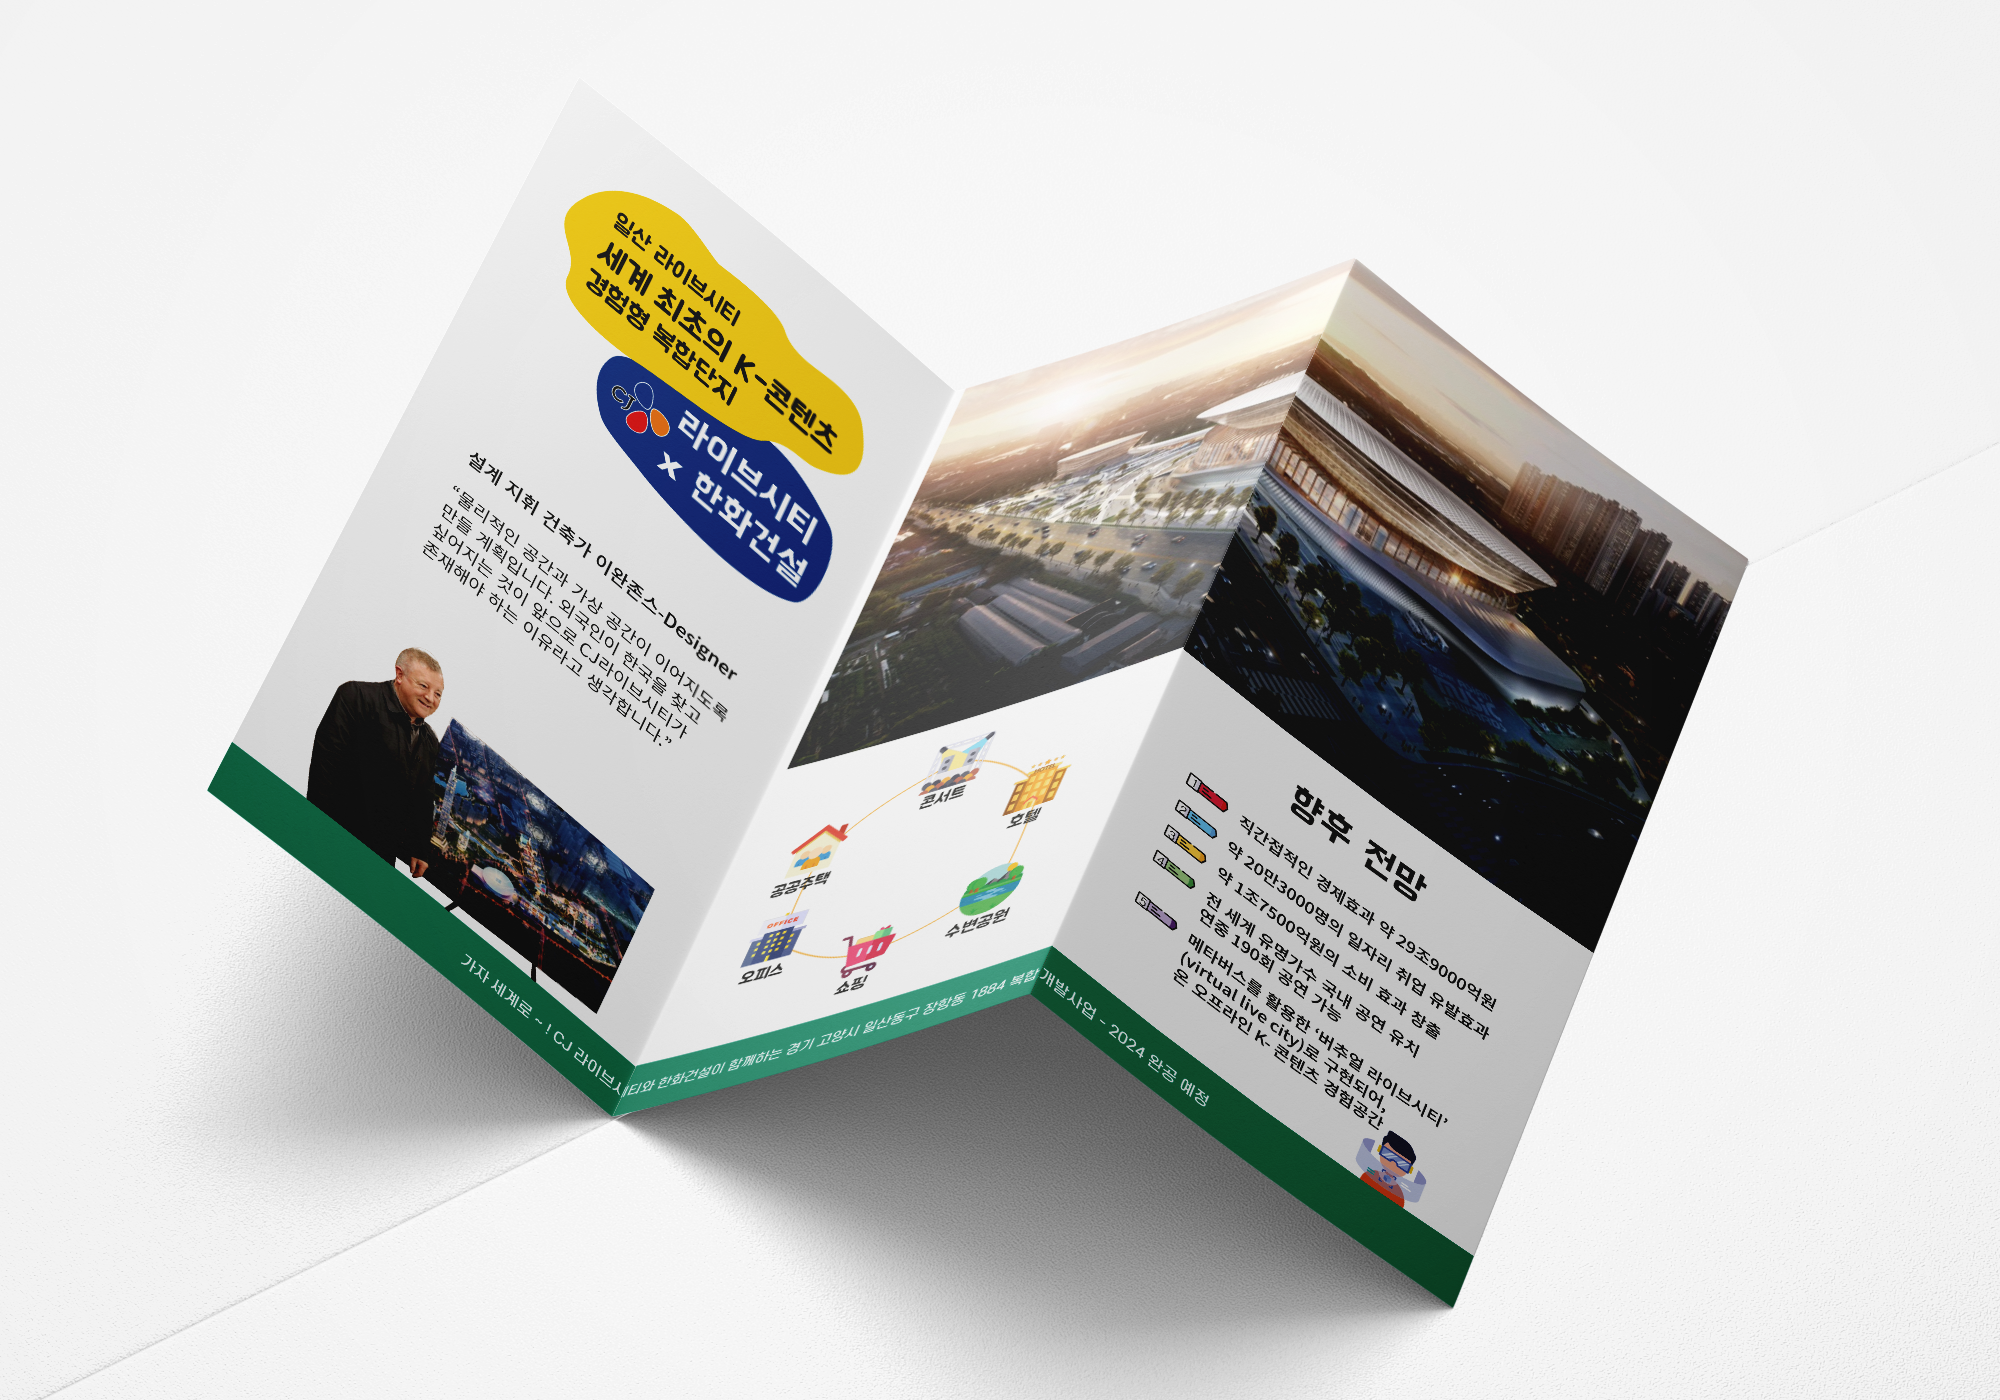 일산 라이브시티
세계 최초의 K-콘텐츠
경험형 복합단지
CJ
라이브시티
x 한화건설
설계 지휘 건축가 이완존스-Designer
“물리적인 공간과 가상 공간이 이어지도록
만들 계획입니다. 외국인이 한국을 찾고
싶어지는 것이 앞으로 CJ라이브시티가
존재해야 하는 이유라고 생각합니다.”
콘서트
HOTEL
호텔
공공주택
수변공원
OFFICE
오피스
쇼핑
향후 전망
1 직간접적인 경제효과 약 29조9000억원
2 약 20만3000명의 일자리 취업 유발효과
3 약 1조7500억원의 소비 효과 창출
4 전 세계 유명가수 국내 공연 유치
연중 190회 공연 가능
5 메타버스를 활용한 ‘버추얼 라이브시티’
(virtual live city)로 구현되어,
온 오프라인 K- 콘텐츠 경험공간
가자 세계로 ~ ! CJ 라이브시티와 한화건설이 함께하는 경기 고양시 일산동구 장항동 1884 복합개발사업 - 2024 완공 예정